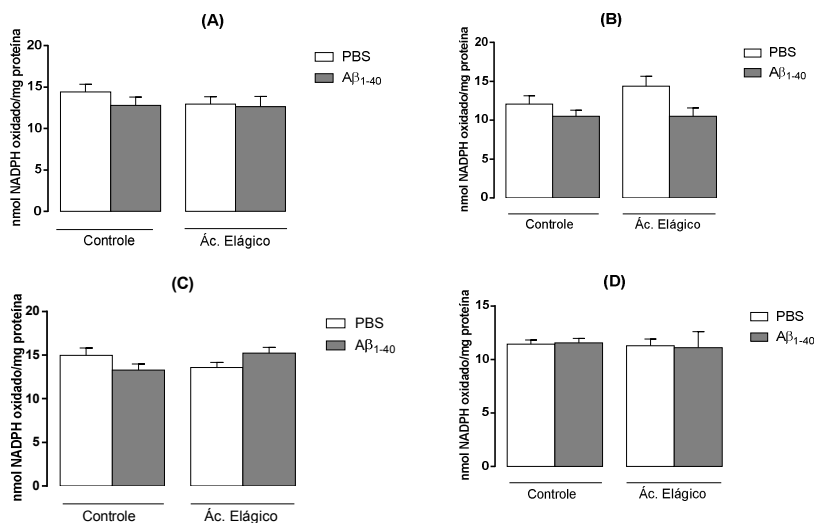 (A)
nmol NADPH oxidado/mg proteína
15
10
5
0
Controle
Ác. Elágico
PBS
Aβ1-40
(B)
nmol NADPH oxidado/mg proteína
20
15
10
5
0
Controle
Ác. Elágico
PBS
Aβ1-40
(C)
nmol NADPH oxidado/mg proteína
20
15
10
5
0
Controle
Ác. Elágico
PBS
Aβ1-40
(D)
nmol NADPH oxidado/mg proteína
15
10
5
0
Controle
Ác. Elágico
PBS
Aβ1-40